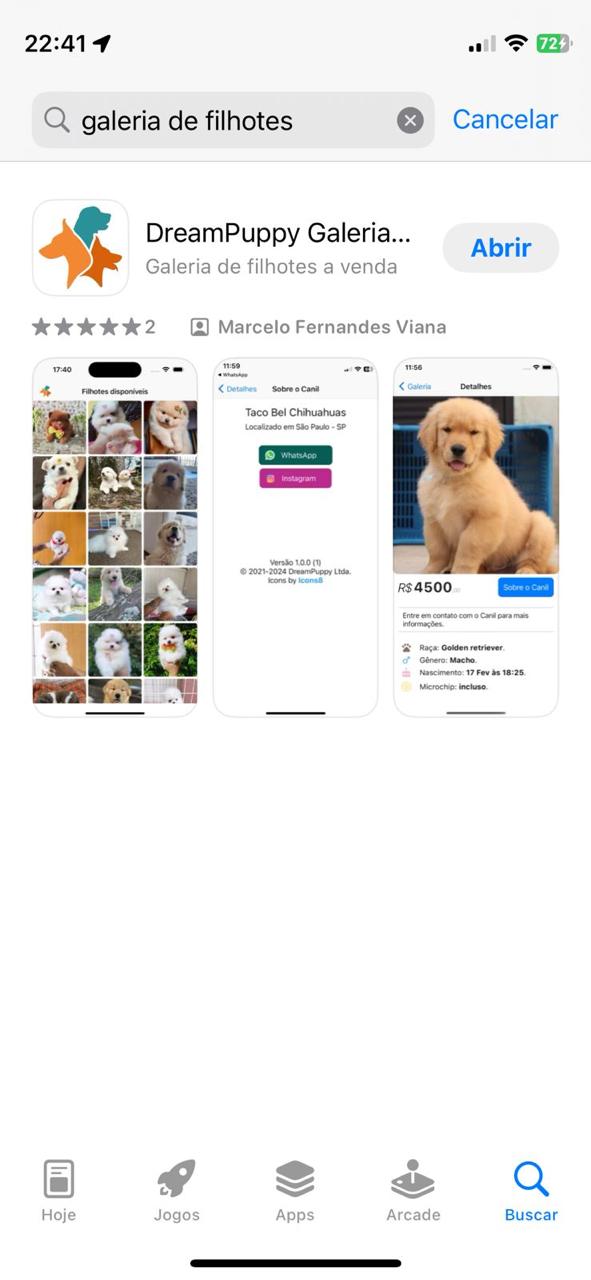 22:41
72
galeria de filhotes
Cancelar
DreamPuppy Galeria...
Galeria de filhotes a venda
Abrir
2
Marcelo Fernandes Viana
17:40
Filhotes disponíveis
11:59
WhatsApp
Detalhes
Sobre o Canil
Taco Bel Chihuahuas
Localizado em São Paulo - SP
WhatsApp
Instagram
Versão 1.0.0 (1)
© 2021-2024 DreamPuppy Ltda.
Icons by Icons8
11:56
Galeria
Detalhes
R$ 4500
Sobre o Canil
Entre em contato com o Canil para mais
informações.
Raça: Golden retriever.
Gênero: Macho.
Nascimento: 17 Fev às 18:25.
Microchip: incluso.
Hoje
Jogos
Apps
Arcade
Buscar